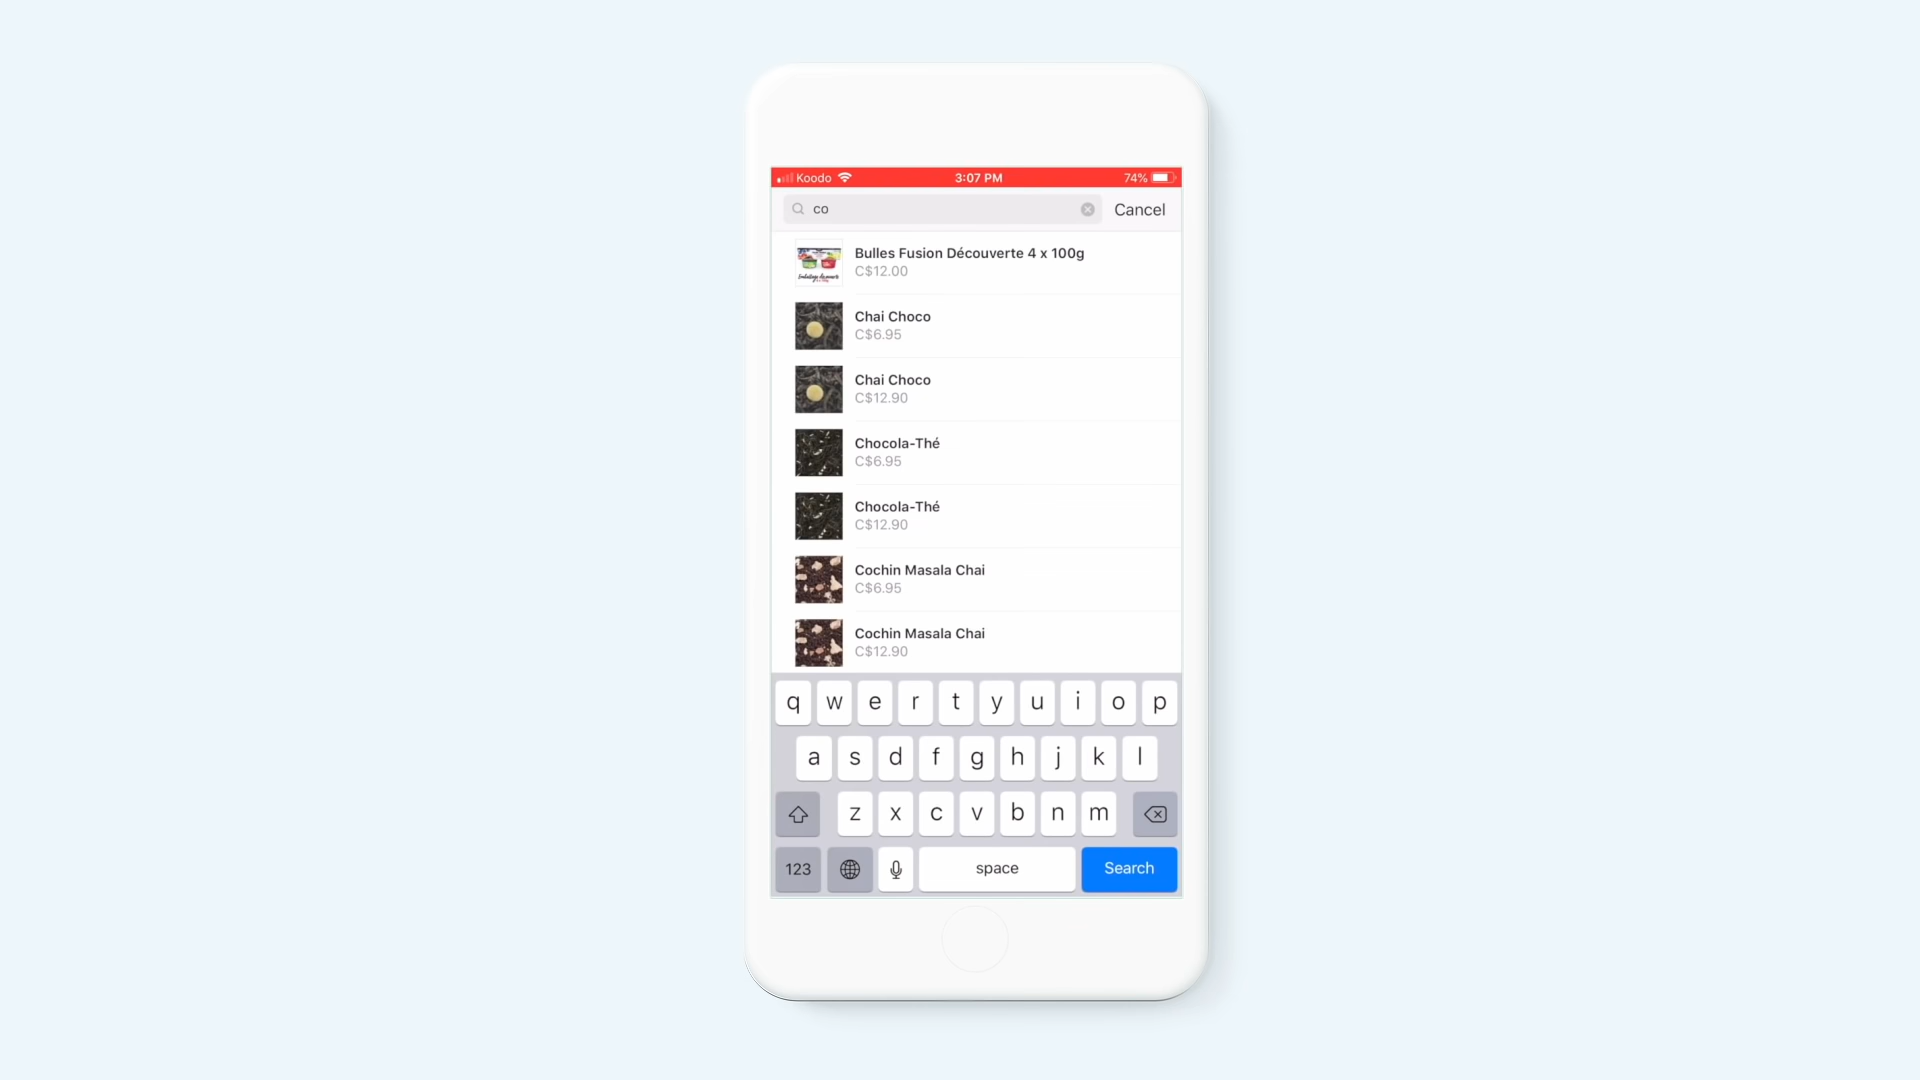 Koodo 3:07 PM 74%
co Cancel
Bulles Fusion Découverte 4 x 100g
C$12.00
Chai Choco
C$6.95
Chai Choco
C$12.90
Chocola-Thé
C$6.95
Chocola-Thé
C$12.90
Cochin Masala Chai
C$6.95
Cochin Masala Chai
C$12.90
q w e r t y u i o p
a s d f g h j k l
z x c v b n m
123 space Search